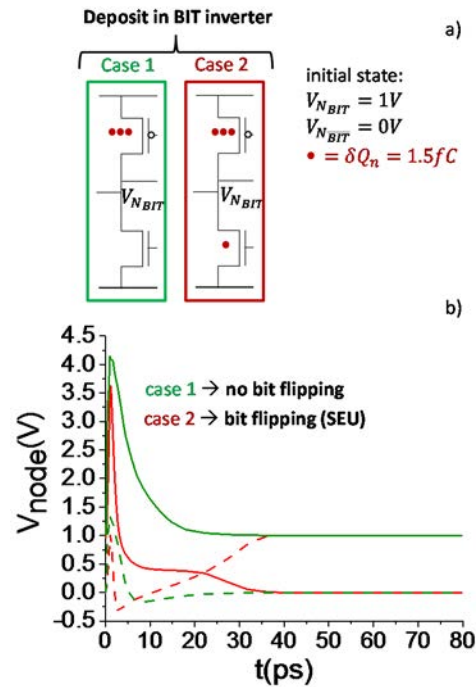 Deposit in BIT inverter
a)
Case 1 Case 2
initial state:
V_{N_{BIT}} = 1V
V_{N_{\overline{BIT}}} = 0V
• = δQ_n = 1.5fC
V_{N_{BIT}} V_{N_{BIT}}
b)
case 1 → no bit flipping
case 2 → bit flipping (SEU)
V_{node}(V)
4.5
4.0
3.5
3.0
2.5
2.0
1.5
1.0
0.5
0.0
-0.5
0 10 20 30 40 50 60 70 80
t(ps)